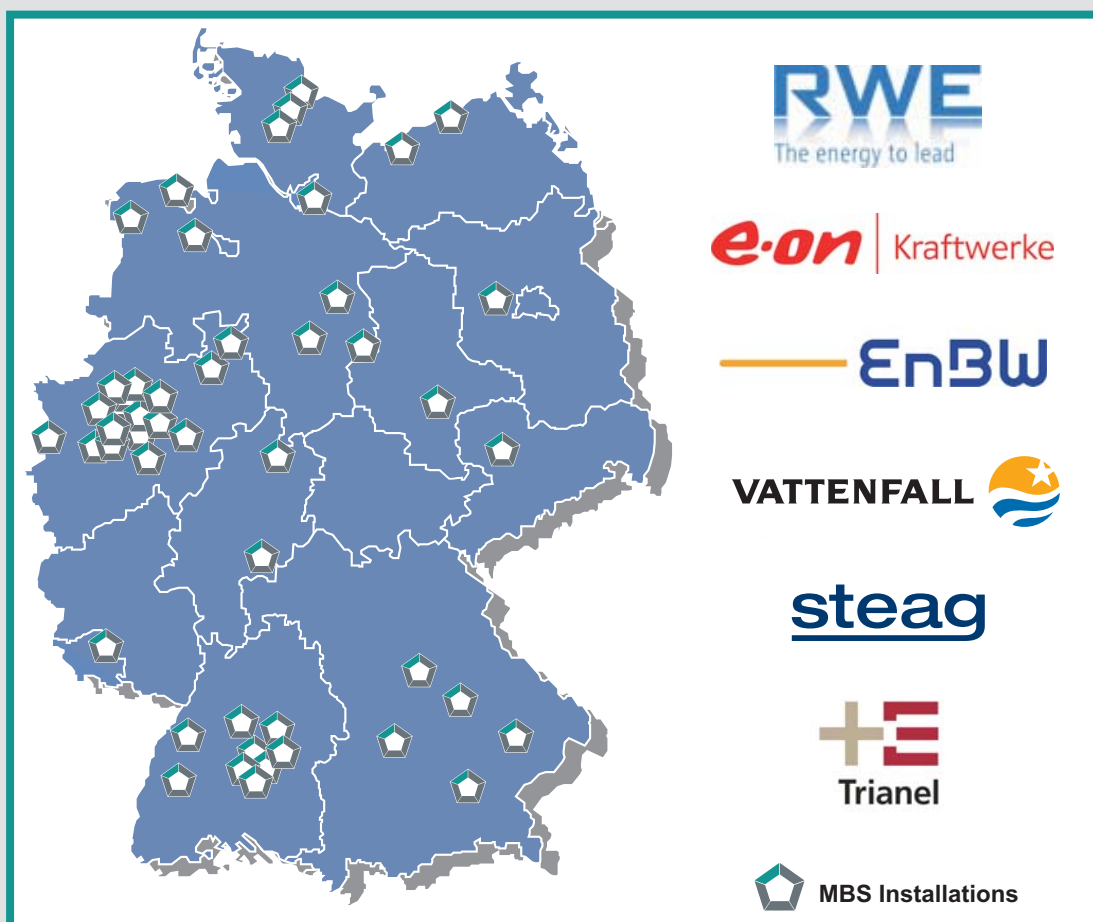 RWE
The energy to lead
e·on | Kraftwerke
EnBW
VATTENFALL
steag
Trianel
MBS Installations